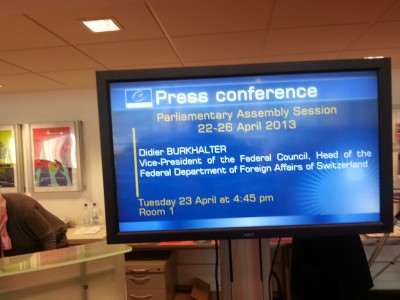 Press conference
Parliamentary Assembly Session
22-26 April 2013
Didier BURKHALTER
Vice-President of the Federal Council, Head of the
Federal Department of Foreign Affairs of Switzerland
Tuesday 23 April at 4:45 pm
Room 1